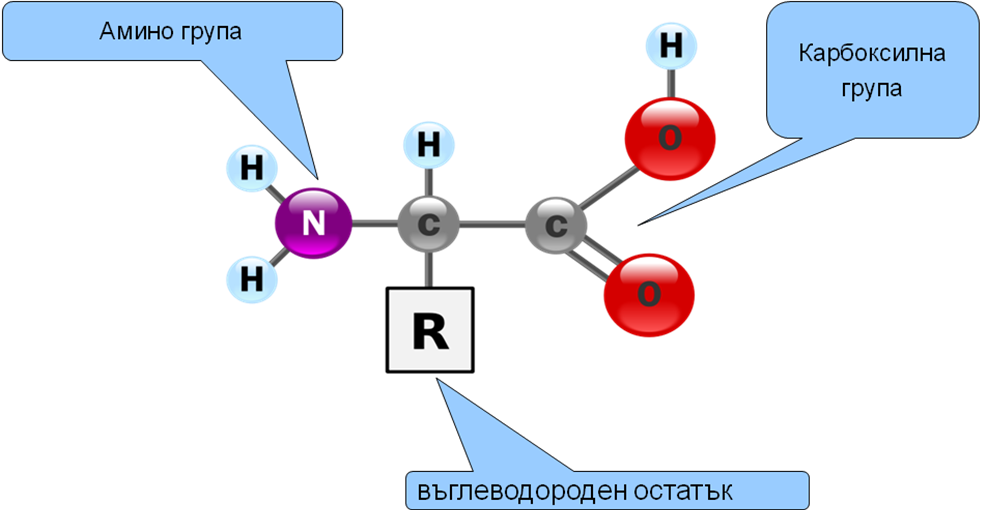 Амино група
Карбоксилна
група
H
O
H
H
N
C
C
H
O
R
въглеводороден остатък